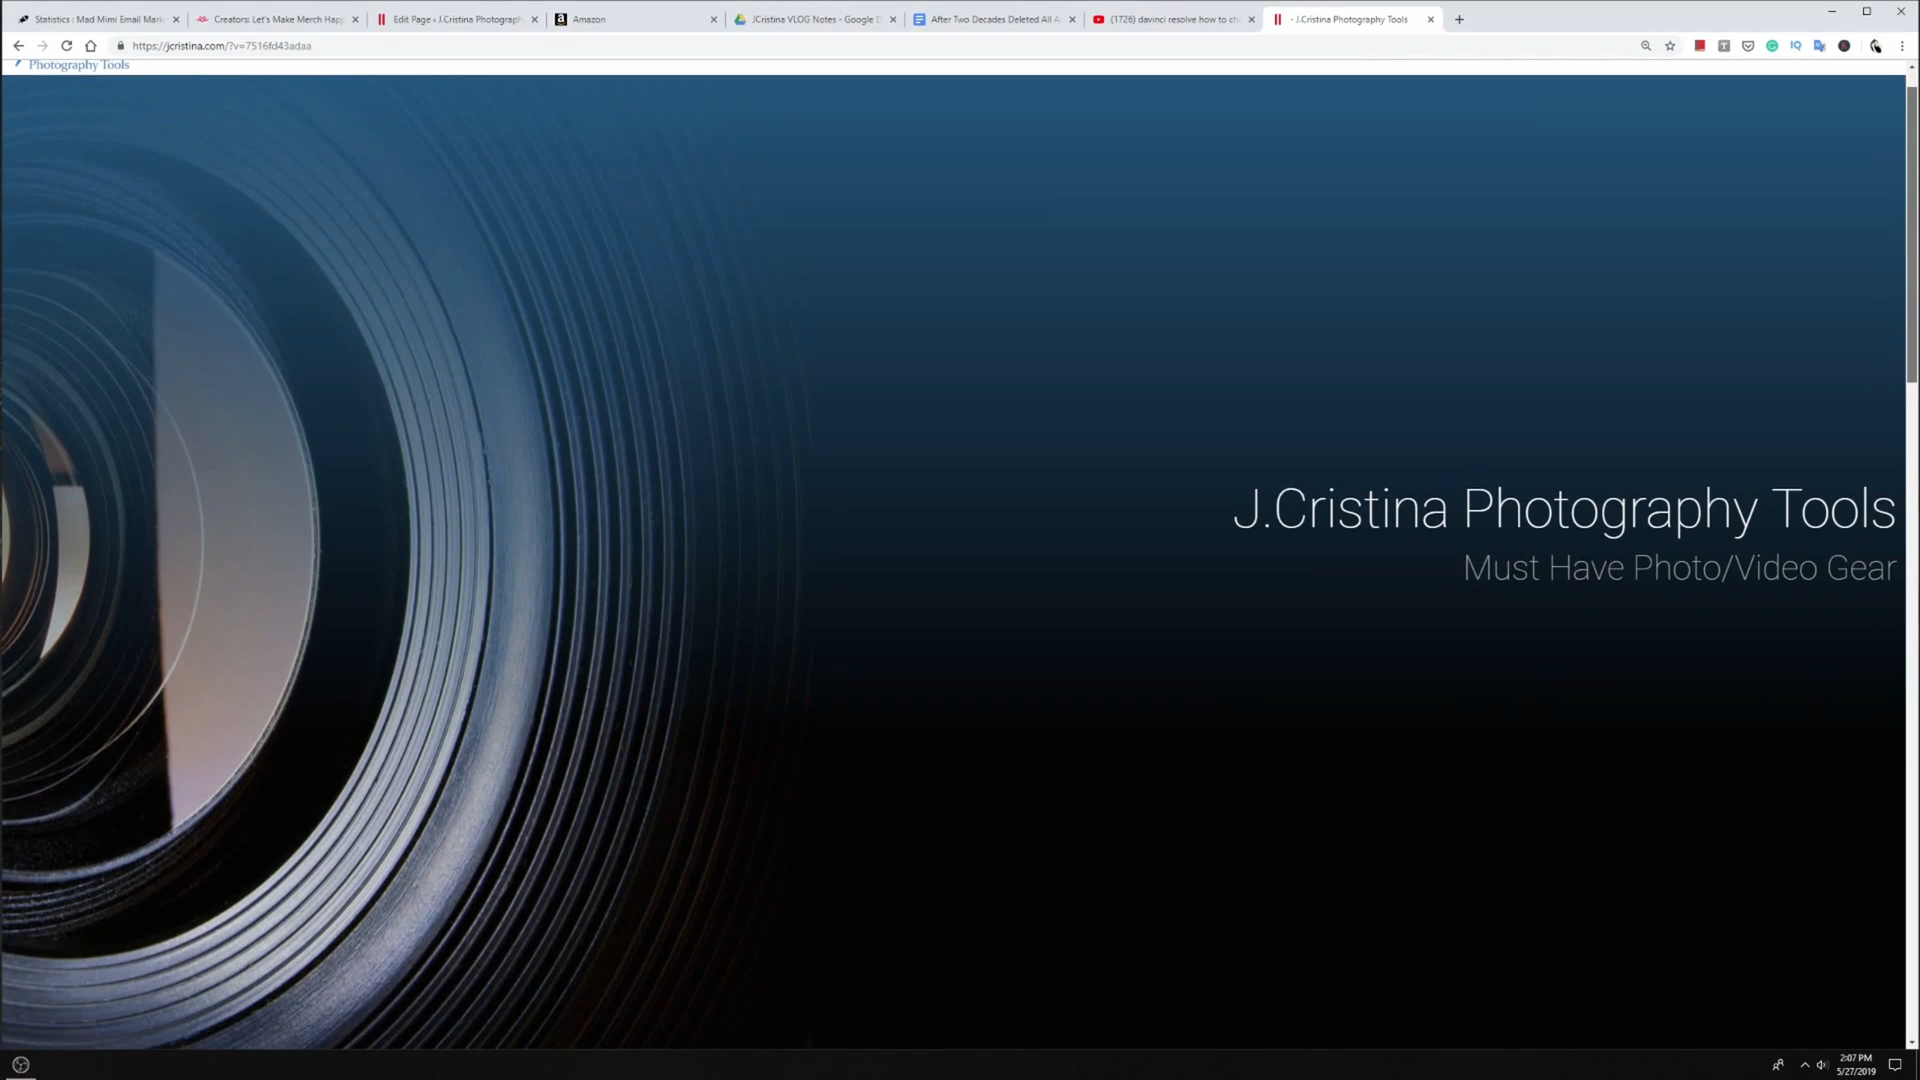 Statistics : Mad Mimi Email Mark
Creators: Let's Make Merch Happ
Edit Page ‹ J.Cristina Photograph
Amazon
JCristina VLOG Notes - Google D
After Two Decades Deleted All A
(1726) davinci resolve how to ch
- J.Cristina Photography Tools
https://jcristina.com/?v=7516fd43adaa
IQ
Photography Tools
J.Cristina Photography Tools
Must Have Photo/Video Gear
2:07 PM
5/27/2019